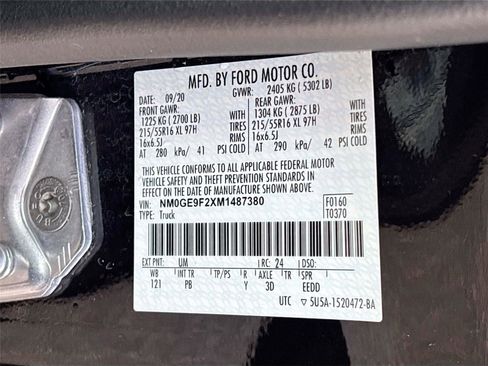 MFD. BY FORD MOTOR CO.
DATE: 09/20 GVWR: 2405 KG ( 5302 LB)
FRONT GAWR: REAR GAWR:
1225 KG ( 2700 LB) 1304 KG ( 2875 LB)
215/55R16 XL 97H TIRES 215/55R16 XL 97H TIRES
16x6.5J RIMS 16x6.5J RIMS
AT 280 kPa/ 41 PSI COLD AT 290 kPa/ 42 PSI COLD
THIS VEHICLE CONFORMS TO ALL APPLICABLE FEDERAL MOTOR
VEHICLE SAFETY AND THEFT PREVENTION STANDARDS IN EFFECT
ON THE DATE OF MANUFACTURE SHOWN ABOVE.
VIN: NM0GE9F2XM1487380 F0160
TYPE: Truck T0370
EXT PNT: UM RC: 24 DSO:
WB INT TR TP/PS R AXLE TR SPR
121 PB Y 3D EEDD
UTC 5U5A-1520472-BA